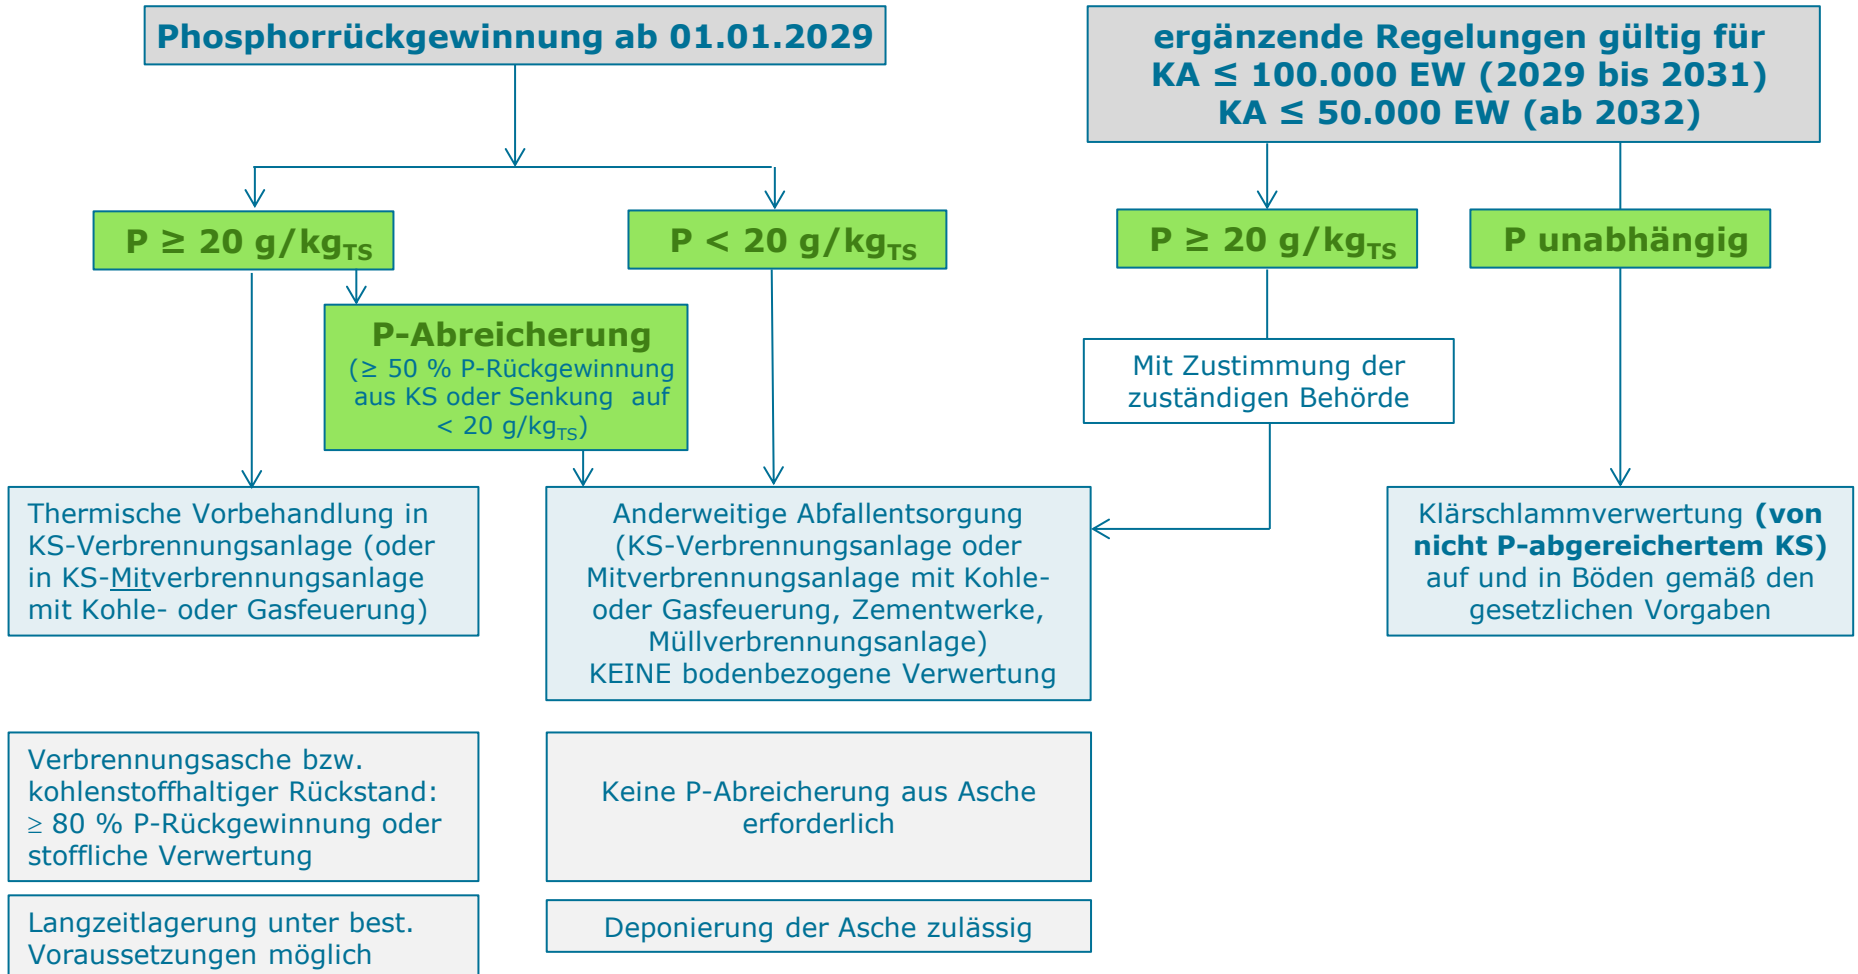 Phosphorrückgewinnung ab 01.01.2029
ergänzende Regelungen gültig für
KA ≤ 100.000 EW (2029 bis 2031)
KA ≤ 50.000 EW (ab 2032)
P ≥ 20 g/kgTS
P < 20 g/kgTS
P ≥ 20 g/kgTS
P unabhängig
P-Abreicherung
(≥ 50 % P-Rückgewinnung
aus KS oder Senkung auf
< 20 g/kgTS)
Mit Zustimmung der
zuständigen Behörde
Thermische Vorbehandlung in
KS-Verbrennungsanlage (oder
in KS-Mitverbrennungsanlage
mit Kohle- oder Gasfeuerung)
Anderweitige Abfallentsorgung
(KS-Verbrennungsanlage oder
Mitverbrennungsanlage mit Kohle-
oder Gasfeuerung, Zementwerke,
Müllverbrennungsanlage)
KEINE bodenbezogene Verwertung
Klärschlammverwertung (von
nicht P-abgereichertem KS)
auf und in Böden gemäß den
gesetzlichen Vorgaben
Verbrennungsasche bzw.
kohlenstoffhaltiger Rückstand:
≥ 80 % P-Rückgewinnung oder
stoffliche Verwertung
Keine P-Abreicherung aus Asche
erforderlich
Langzeitlagerung unter best.
Voraussetzungen möglich
Deponierung der Asche zulässig